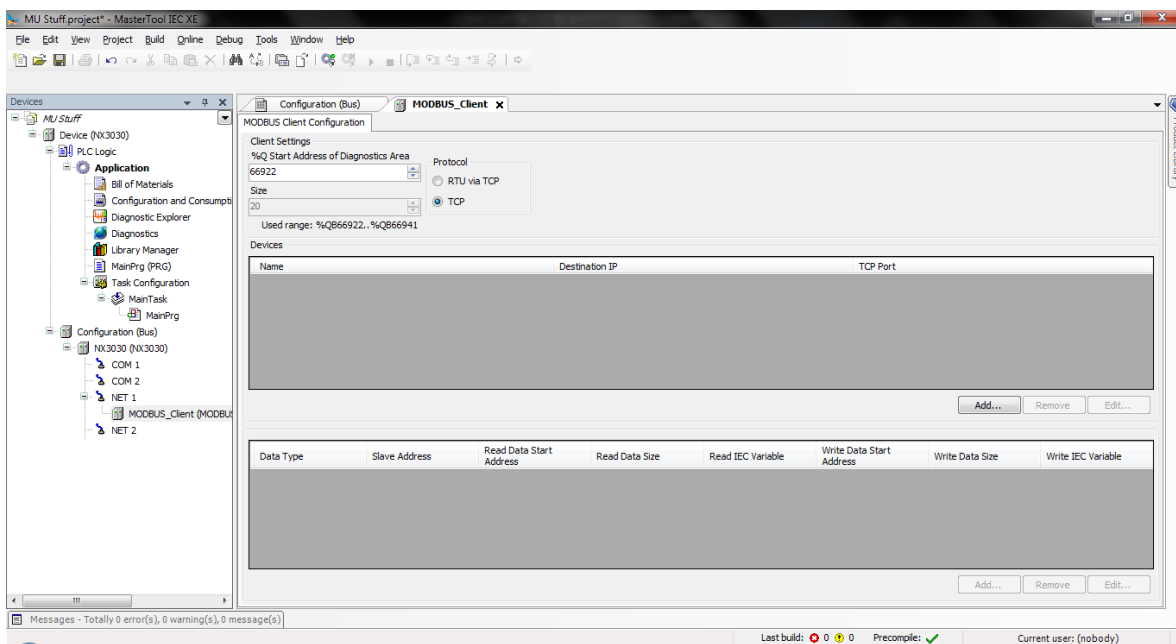 MU Stuff.project* - MasterTool IEC XE
File Edit View Project Build Online Debug Tools Window Help
Devices
MU Stuff
Device (NX3030)
PLC Logic
Application
Bill of Materials
Configuration and Consumpti
Diagnostic Explorer
Diagnostics
Library Manager
MainPrg (PRG)
Task Configuration
MainTask
MainPrg
Configuration (Bus)
NX3030 (NX3030)
COM 1
COM 2
NET 1
MODBUS_Client (MODBUS
NET 2
Configuration (Bus) MODBUS_Client
MODBUS Client Configuration
Client Settings
%Q Start Address of Diagnostics Area
66922
Size
20
Used range: %QB66922..%QB66941
Protocol
RTU via TCP
TCP
Devices
Name Destination IP TCP Port
Add... Remove Edit...
Data Type Slave Address Read Data Start Address Read Data Size Read IEC Variable Write Data Start Address Write Data Size Write IEC Variable
Add... Remove Edit...
Messages - Totally 0 error(s), 0 warning(s), 0 message(s)
Last build: 0 0 Precompile: Current user: (nobody)